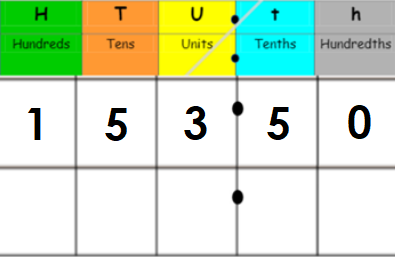 H T U t h
Hundreds Tens Units Tenths Hundredths
1 5 3 . 5 0